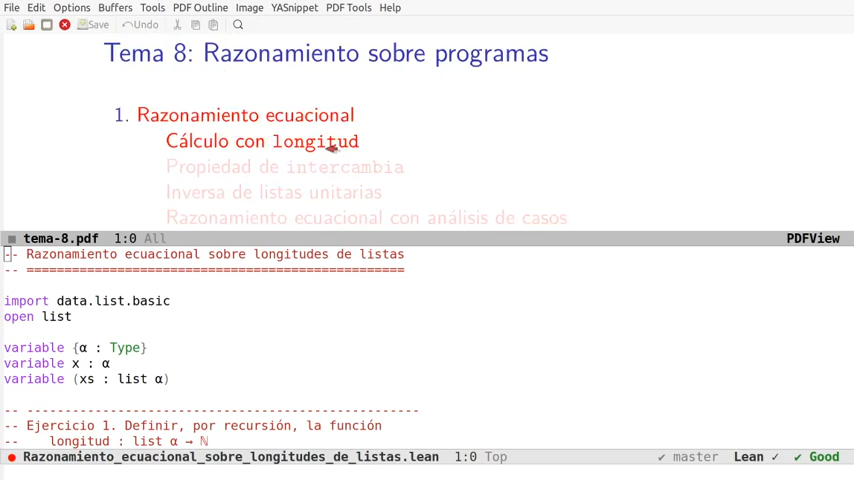 File Edit Options Buffers Tools PDF Outline Image YASnippet PDF Tools Help
Save Undo
Tema 8: Razonamiento sobre programas
1. Razonamiento ecuacional
Cálculo con longitud
Propiedad de intercambia
Inversa de listas unitarias
Razonamiento ecuacional con análisis de casos
tema-8.pdf 1:0 All PDFView
-- Razonamiento ecuacional sobre longitudes de listas
-- ==================================================
import data.list.basic
open list
variable {α : Type}
variable x : α
variable (xs : list α)
-- ----------------------------------------------------
-- Ejercicio 1. Definir, por recursión, la función
-- longitud : list α → ℕ
Razonamiento_ecuacional_sobre_longitudes_de_listas.lean 1:0 Top ✓ master Lean ✓ ✓ Good